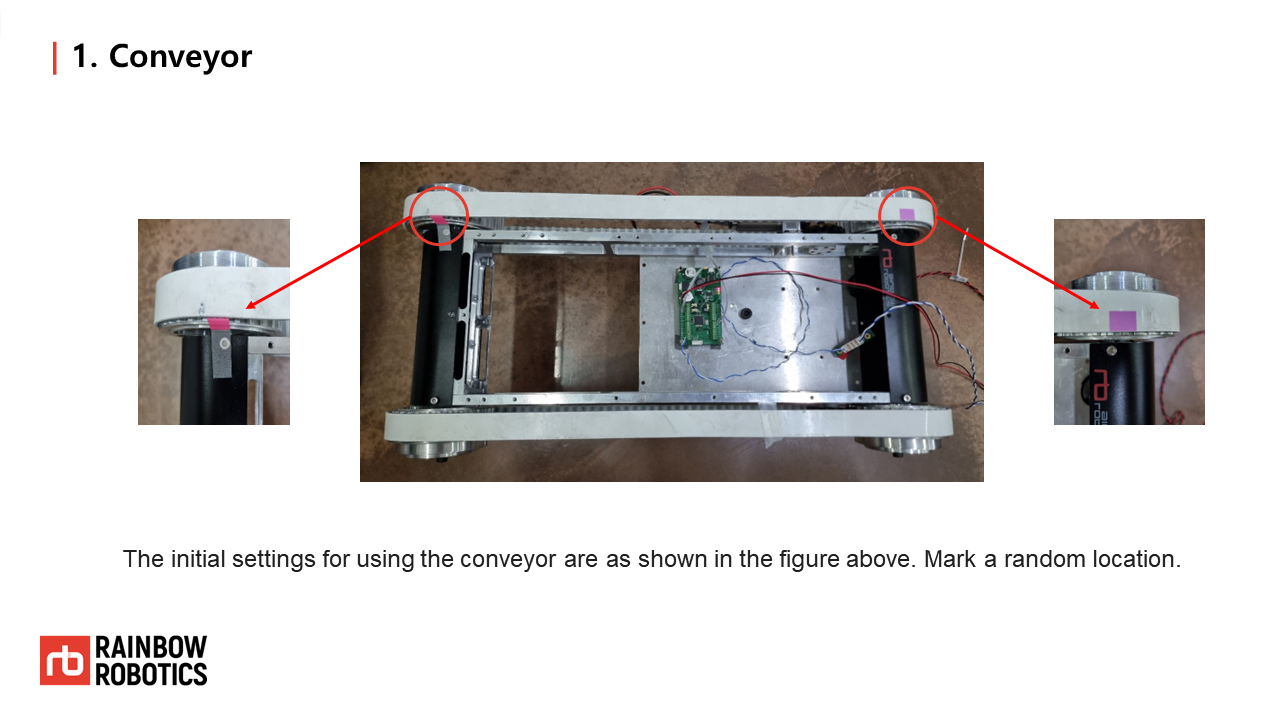 1. Conveyor
The initial settings for using the conveyor are as shown in the figure above. Mark a random location.
rb RAINBOW
ROBOTICS